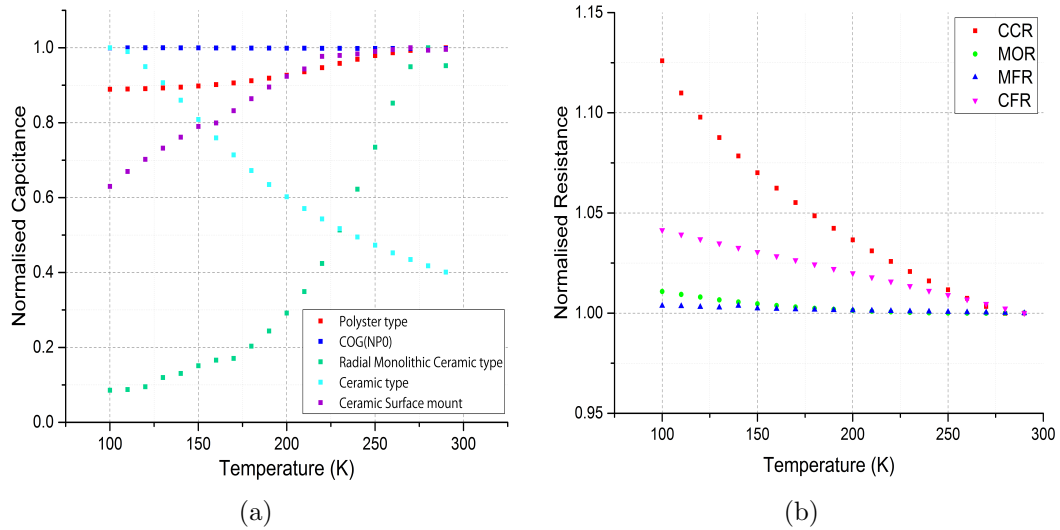 Normalised Capcitance
1.0
0.8
0.6
0.4
0.2
0.0
Polyster type
COG(NP0)
Radial Monolithic Ceramic type
Ceramic type
Ceramic Surface mount
100 150 200 250 300
Temperature (K)
(a)
Normalised Resistance
1.15
1.10
1.05
1.00
0.95
CCR
MOR
MFR
CFR
100 150 200 250 300
Temperature (K)
(b)